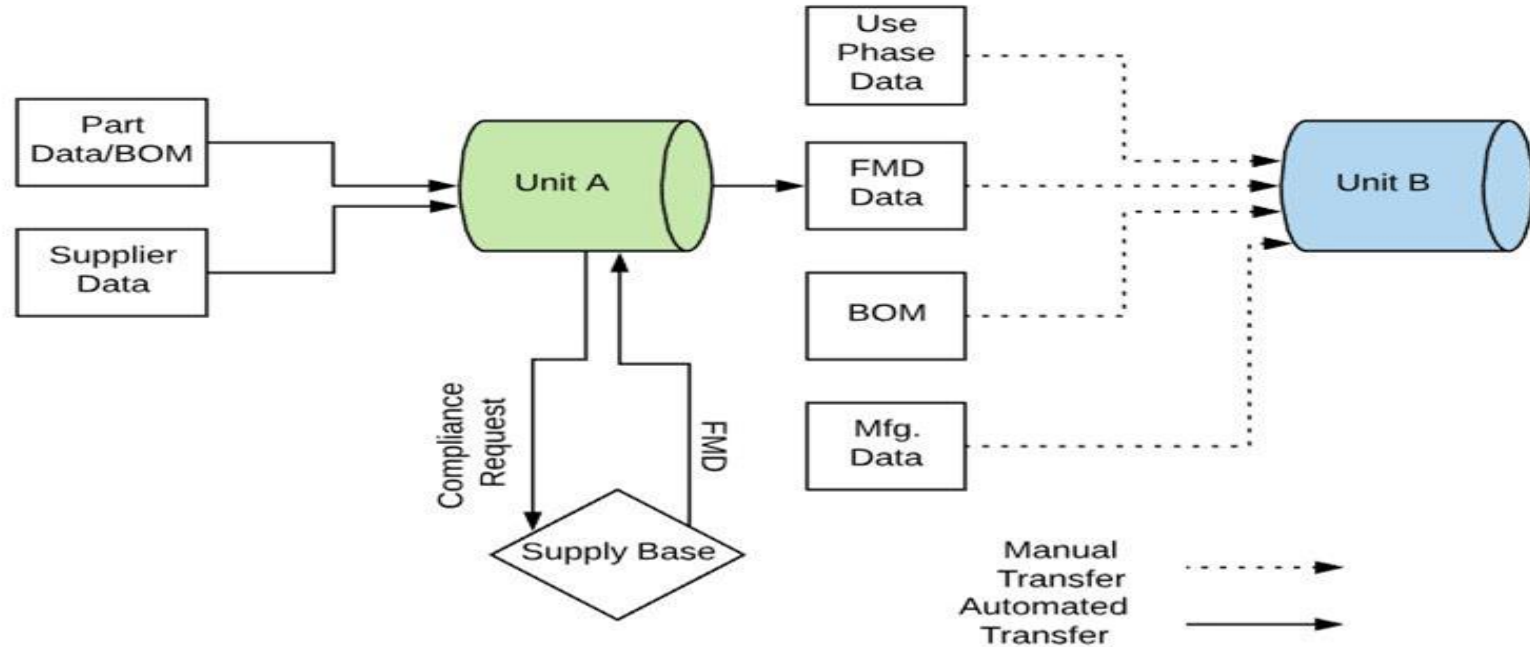 Use
Phase
Data
Part
Data/BOM
Supplier
Data
Unit A
FMD
Data
Unit B
BOM
Mfg.
Data
Compliance
Request
FMD
Supply Base
Manual
Transfer
Automated
Transfer